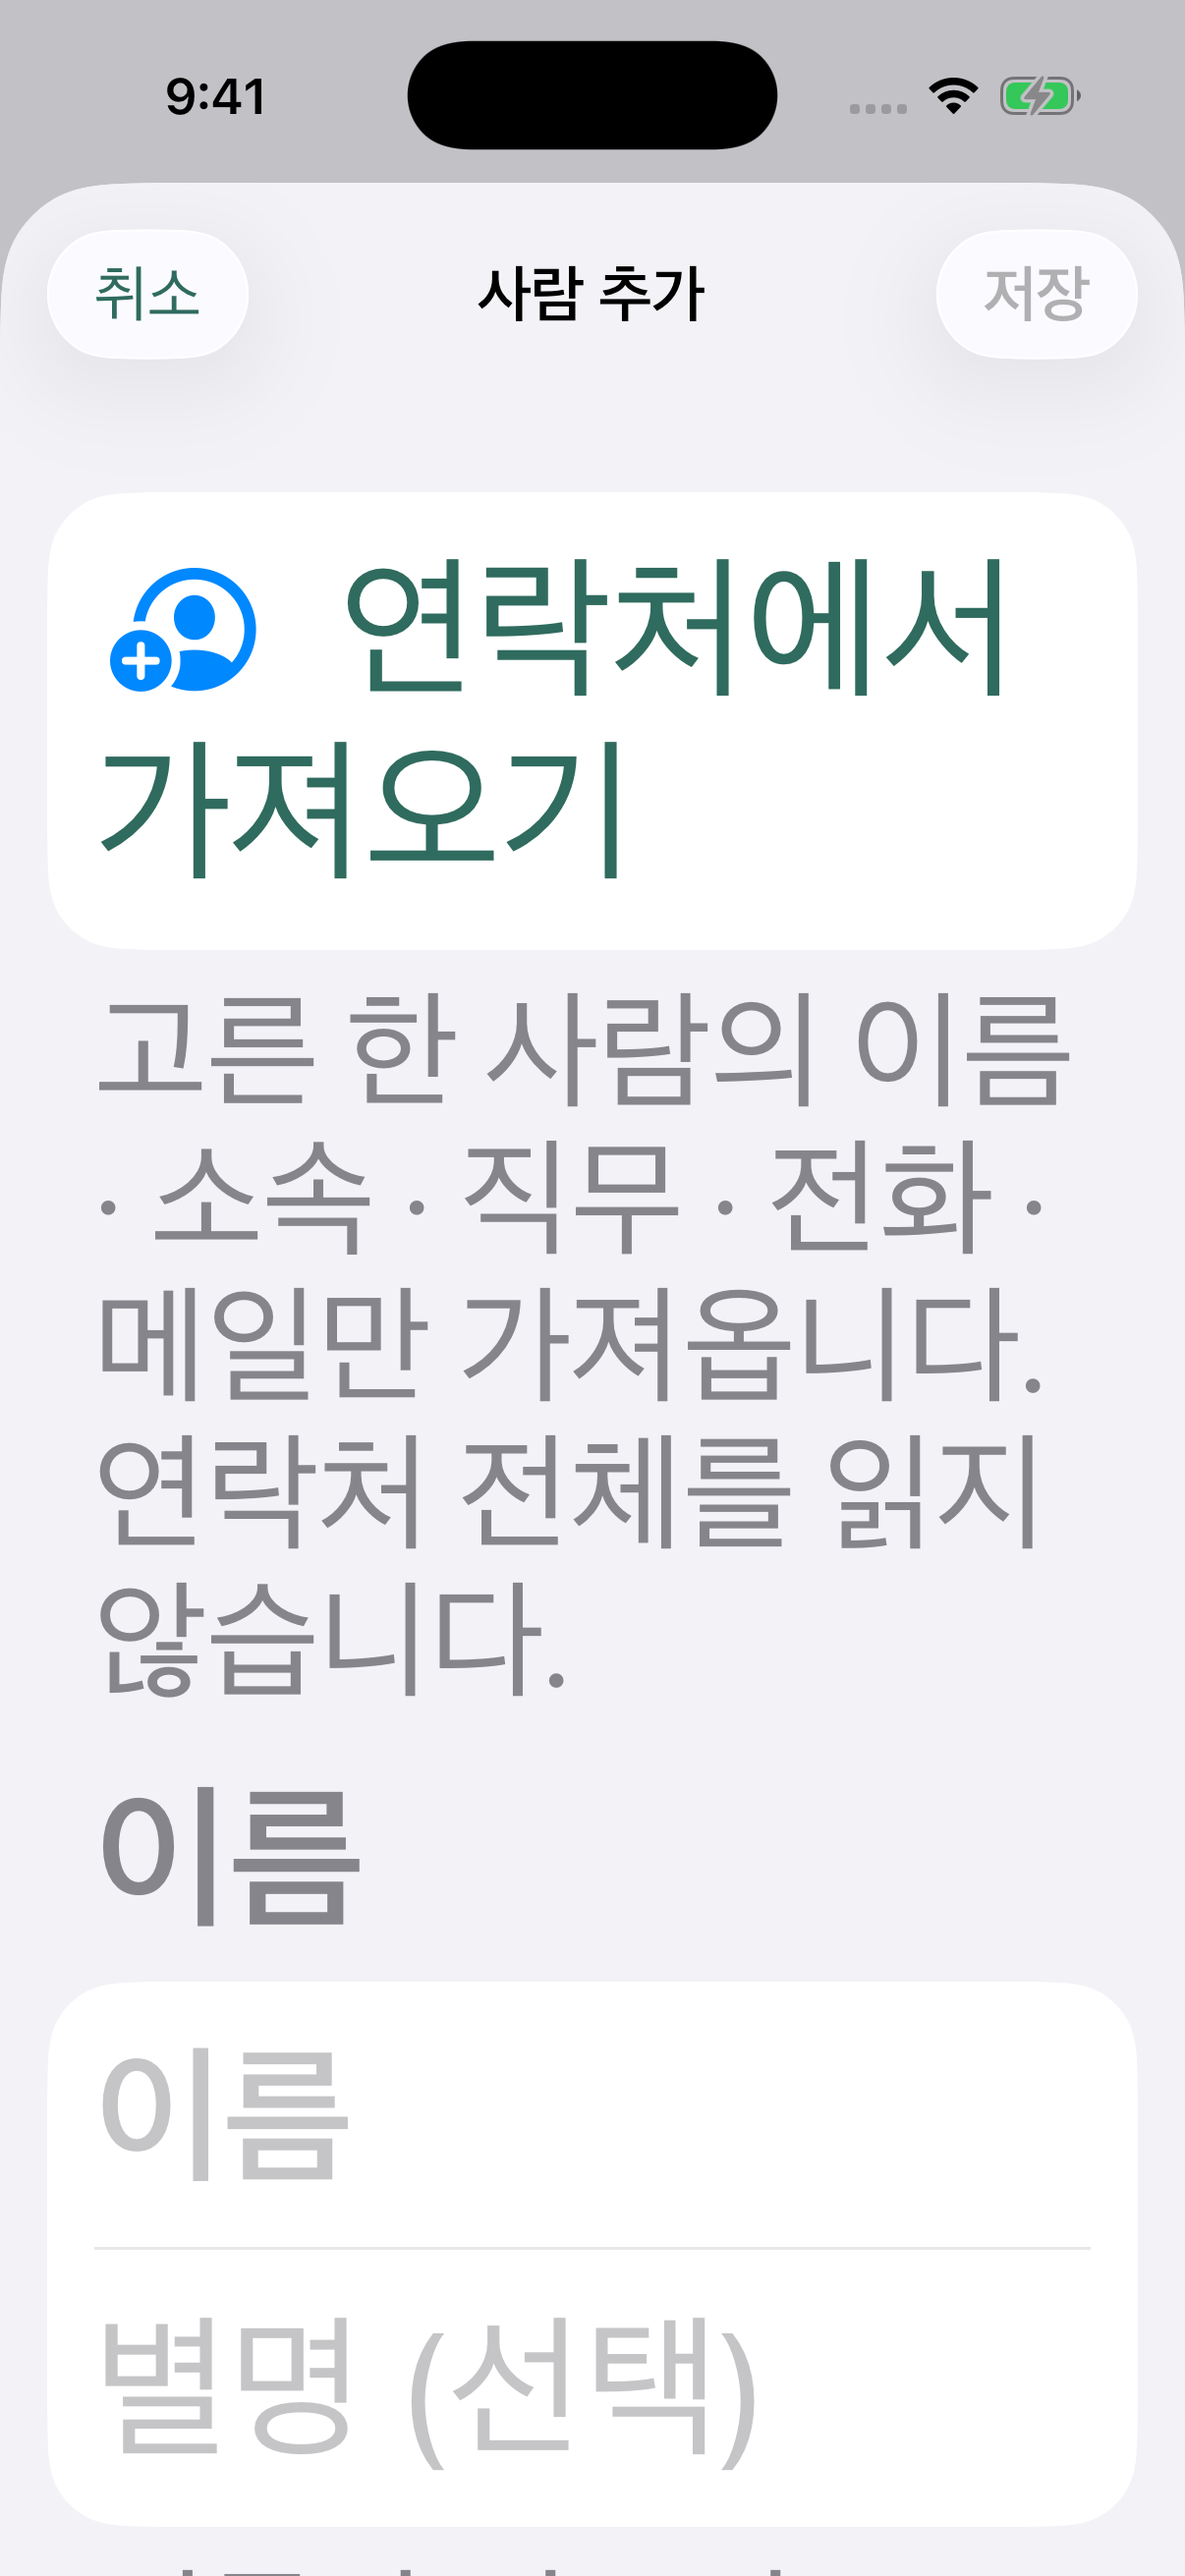 9:41
취소
사람 추가
저장
연락처에서
가져오기
고른 한 사람의 이름
· 소속 · 직무 · 전화 ·
메일만 가져옵니다.
연락처 전체를 읽지
않습니다.
이름
이름
별명 (선택)